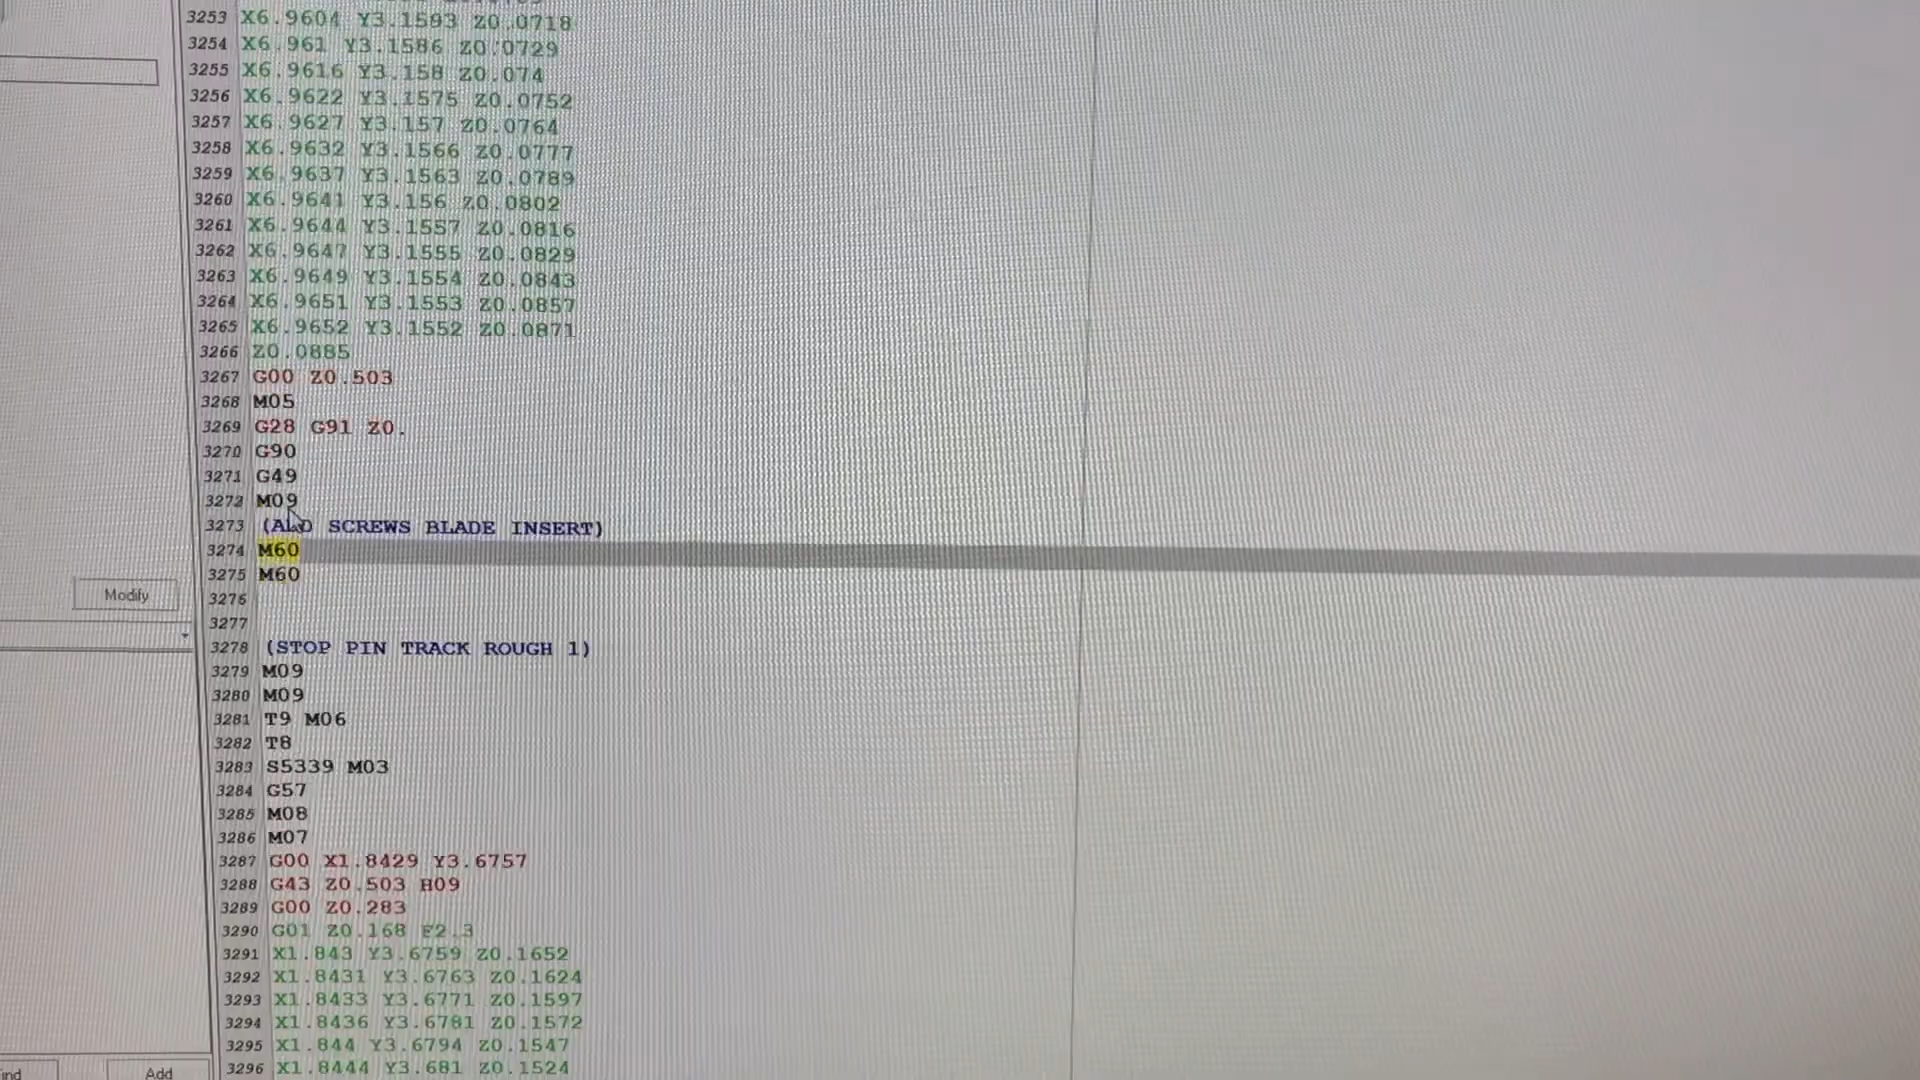 3253 X6.9604 Y3.1593 Z0.0718
3254 X6.961 Y3.1586 Z0.0729
3255 X6.9616 Y3.158 Z0.074
3256 X6.9622 Y3.1575 Z0.0752
3257 X6.9627 Y3.157 Z0.0764
3258 X6.9632 Y3.1566 Z0.0777
3259 X6.9637 Y3.1563 Z0.0789
3260 X6.9641 Y3.156 Z0.0802
3261 X6.9644 Y3.1557 Z0.0816
3262 X6.9647 Y3.1555 Z0.0829
3263 X6.9649 Y3.1554 Z0.0843
3264 X6.9651 Y3.1553 Z0.0857
3265 X6.9652 Y3.1552 Z0.0871
3266 Z0.0885
3267 G00 Z0.503
3268 M05
3269 G28 G91 Z0.
3270 G90
3271 G49
3272 M09
3273 (ADD SCREWS BLADE INSERT)
3274 M60
3275 M60
Modify
3276
3277
3278 (STOP PIN TRACK ROUGH 1)
3279 M09
3280 M09
3281 T9 M06
3282 T8
3283 S5339 M03
3284 G57
3285 M08
3286 M07
3287 G00 X1.8429 Y3.6757
3288 G43 Z0.503 H09
3289 G00 Z0.283
3290 G01 Z0.168 F2.3
3291 X1.843 Y3.6759 Z0.1652
3292 X1.8431 Y3.6763 Z0.1624
3293 X1.8433 Y3.6771 Z0.1597
3294 X1.8436 Y3.6781 Z0.1572
3295 X1.844 Y3.6794 Z0.1547
3296 X1.8444 Y3.681 Z0.1524
Add